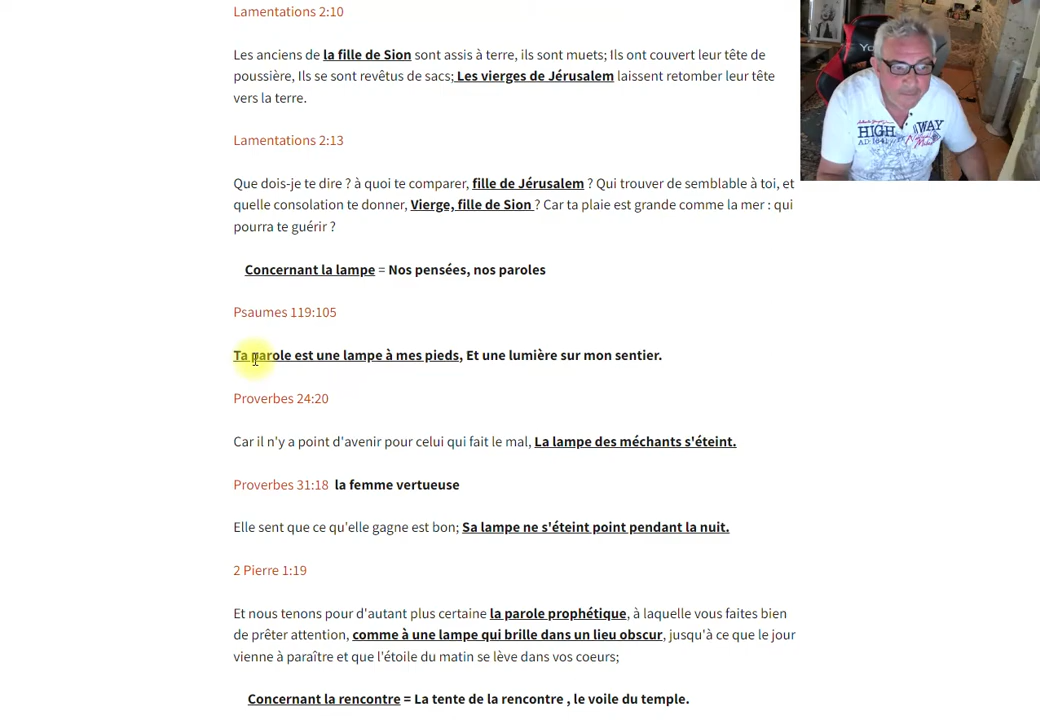 Lamentations 2:10
Les anciens de la fille de Sion sont assis à terre, ils sont muets; Ils ont couvert leur tête de
poussière, Ils se sont revêtus de sacs; Les vierges de Jérusalem laissent retomber leur tête
vers la terre.
Lamentations 2:13
Que dois-je te dire ? à quoi te comparer, fille de Jérusalem ? Qui trouver de semblable à toi, et
quelle consolation te donner, Vierge, fille de Sion ? Car ta plaie est grande comme la mer : qui
pourra te guérir ?
Concernant la lampe = Nos pensées, nos paroles
Psaumes 119:105
Ta parole est une lampe à mes pieds, Et une lumière sur mon sentier.
Proverbes 24:20
Car il n'y a point d'avenir pour celui qui fait le mal, La lampe des méchants s'éteint.
Proverbes 31:18 la femme vertueuse
Elle sent que ce qu'elle gagne est bon; Sa lampe ne s'éteint point pendant la nuit.
2 Pierre 1:19
Et nous tenons pour d'autant plus certaine la parole prophétique, à laquelle vous faites bien
de prêter attention, comme à une lampe qui brille dans un lieu obscur, jusqu'à ce que le jour
vienne à paraître et que l'étoile du matin se lève dans vos coeurs;
Concernant la rencontre = La tente de la rencontre , le voile du temple.
HIGH WAY